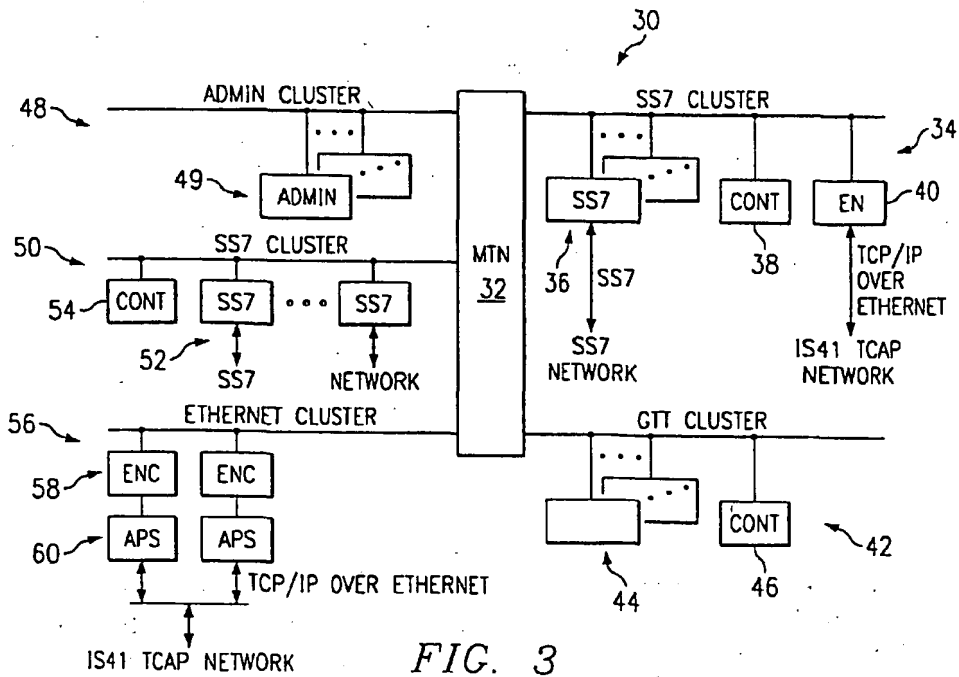 30
ADMIN CLUSTER
SS7 CLUSTER
48
34
49
ADMIN
SS7
CONT
EN
40
36
38
SS7
TCP/IP
OVER
ETHERNET
SS7
NETWORK
IS41 TCAP
NETWORK
MTN
32
50
SS7 CLUSTER
54
CONT
SS7
SS7
52
SS7
NETWORK
56
ETHERNET CLUSTER
GTT CLUSTER
58
ENC
ENC
60
APS
APS
CONT
42
44
46
TCP/IP OVER ETHERNET
IS41 TCAP NETWORK
FIG. 3